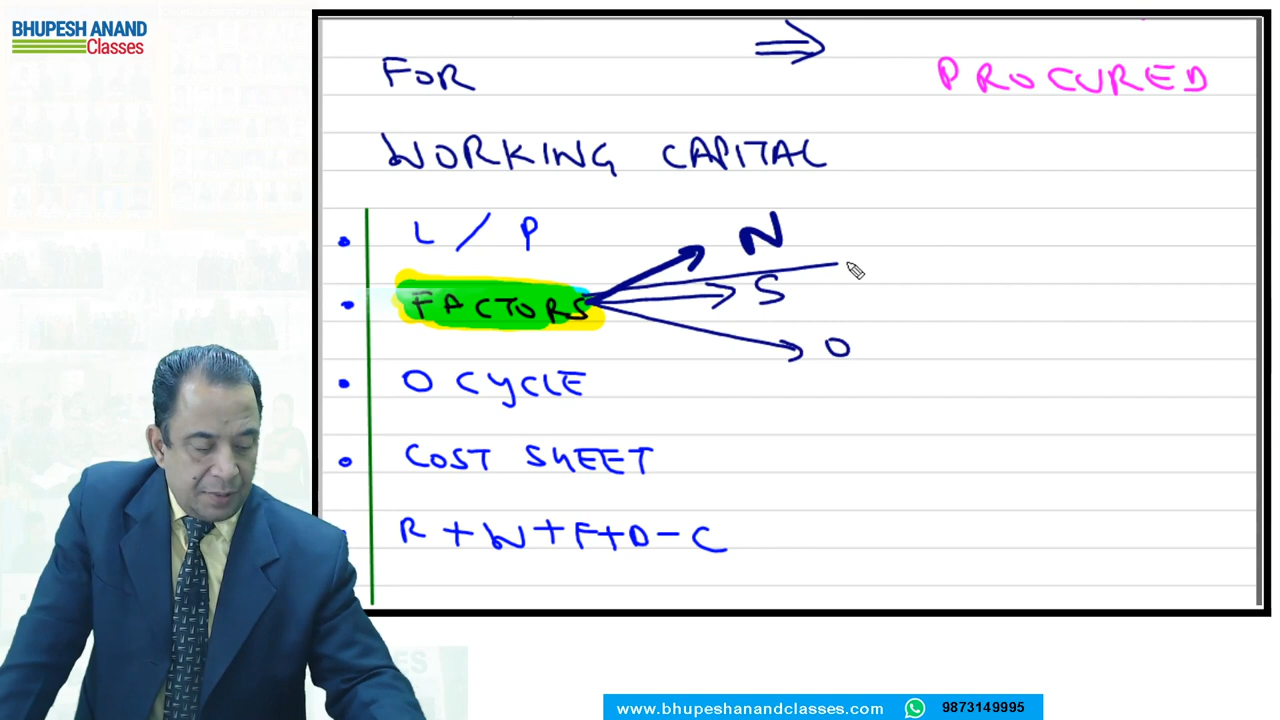 BHUPESH ANAND
Classes
⇒
FOR
PROCURED
WORKING CAPITAL
• L / P
N
• FACTORS
S
O
• O CYCLE
• COST SHEET
• R + W + F + D - C
www.bhupeshanandclasses.com
9873149995